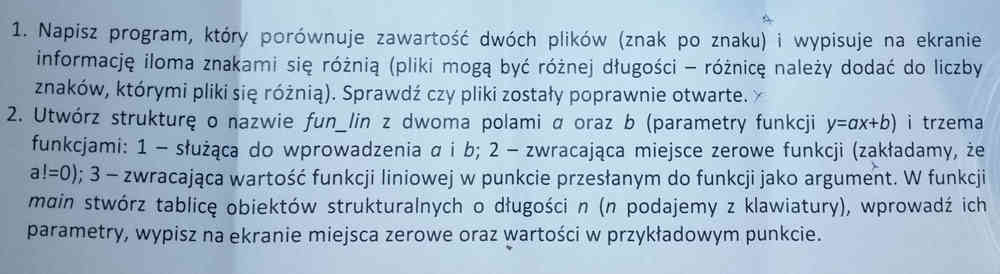 1. Napisz program, który porównuje zawartość dwóch plików (znak po znaku) i wypisuje na ekranie
informację iloma znakami się różnią (pliki mogą być różnej długości – różnicę należy dodać do liczby
znaków, którymi pliki się różnią). Sprawdź czy pliki zostały poprawnie otwarte.
2. Utwórz strukturę o nazwie fun_lin z dwoma polami a oraz b (parametry funkcji y=ax+b) i trzema
funkcjami: 1 – służąca do wprowadzenia a i b; 2 – zwracająca miejsce zerowe funkcji (zakładamy, że
a!=0); 3 – zwracająca wartość funkcji liniowej w punkcie przesłanym do funkcji jako argument. W funkcji
main stwórz tablicę obiektów strukturalnych o długości n (n podajemy z klawiatury), wprowadź ich
parametry, wypisz na ekranie miejsca zerowe oraz wartości w przykładowym punkcie.